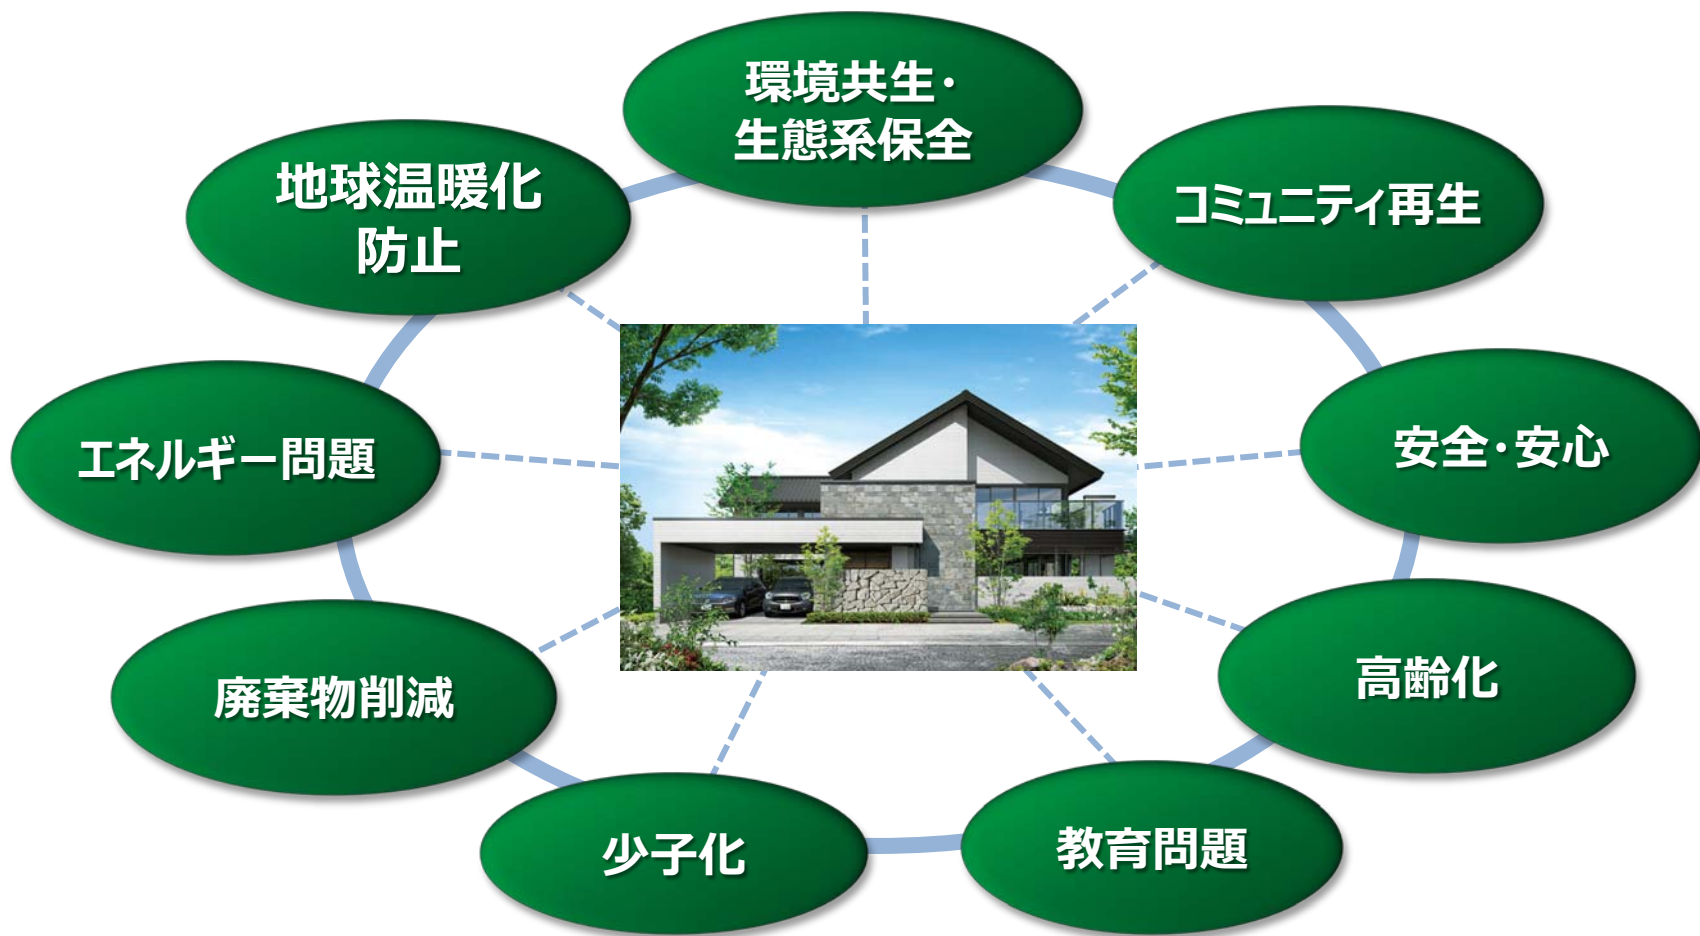 環境共生・
生態系保全
コミュニティ再生
安全・安心
高齢化
教育問題
少子化
廃棄物削減
エネルギー問題
地球温暖化
防止